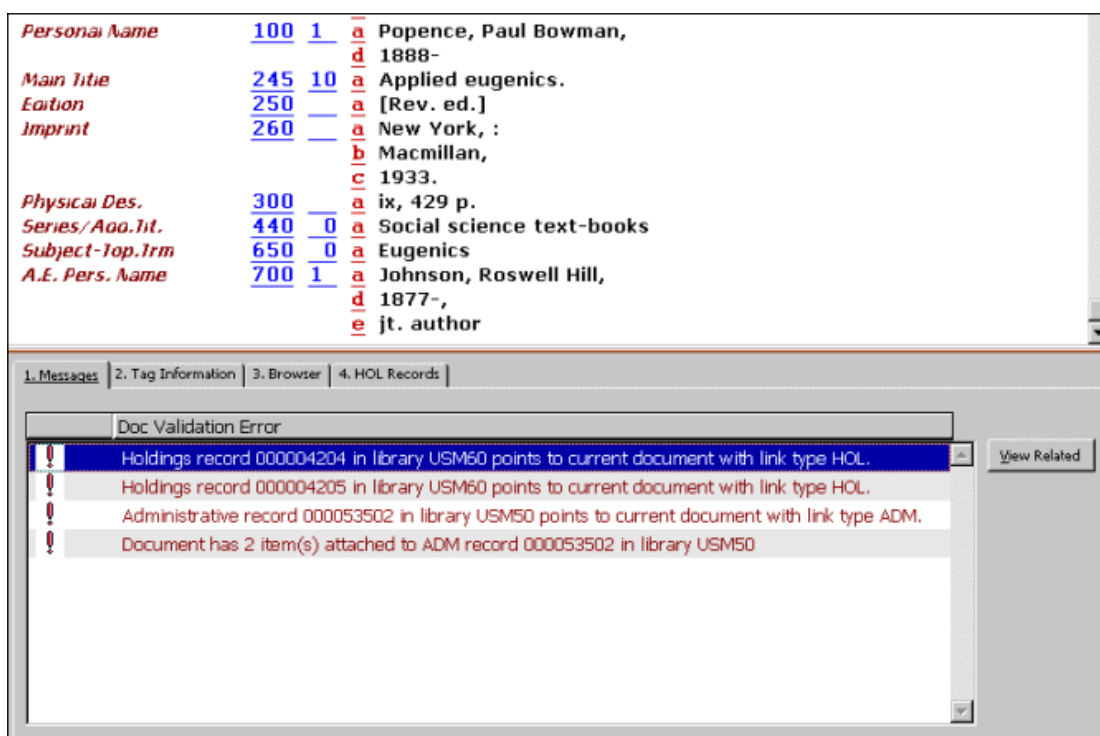 Personal Name 100 1 a Popence, Paul Bowman,
d 1888-
Main Title 245 10 a Applied eugenics.
Edition 250 a [Rev. ed.]
Imprint 260 a New York, :
b Macmillan,
c 1933.
Physical Des. 300 a ix, 429 p.
Series/Add.Tit. 440 0 a Social science text-books
Subject-Top.Trm 650 0 a Eugenics
A.E. Pers. Name 700 1 a Johnson, Roswell Hill,
d 1877-,
e jt. author
1. Messages 2. Tag Information 3. Browser 4. HOL Records
Doc Validation Error
Holdings record 000004204 in library USM60 points to current document with link type HOL. View Related
Holdings record 000004205 in library USM60 points to current document with link type HOL.
Administrative record 000053502 in library USM50 points to current document with link type ADM.
Document has 2 item(s) attached to ADM record 000053502 in library USM50